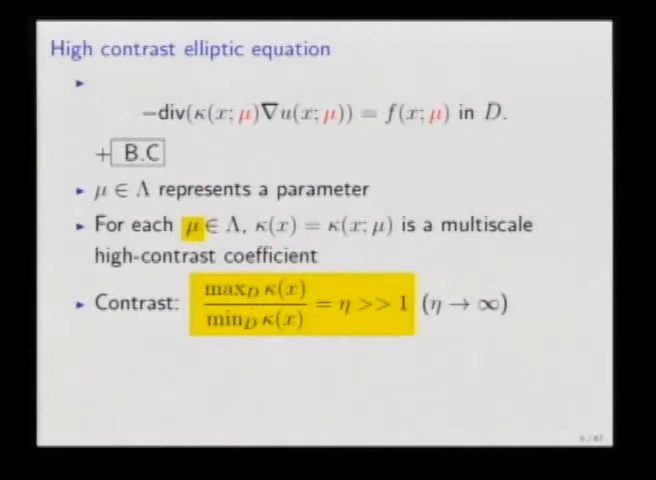 High contrast elliptic equation
−div(κ(x; μ)∇u(x; μ)) = f(x; μ) in D.
+ B.C
▸ μ ∈ Λ represents a parameter
▸ For each μ ∈ Λ, κ(x) = κ(x; μ) is a multiscale
high-contrast coefficient
▸ Contrast: max_D κ(x) / min_D κ(x) = η >> 1 (η → ∞)